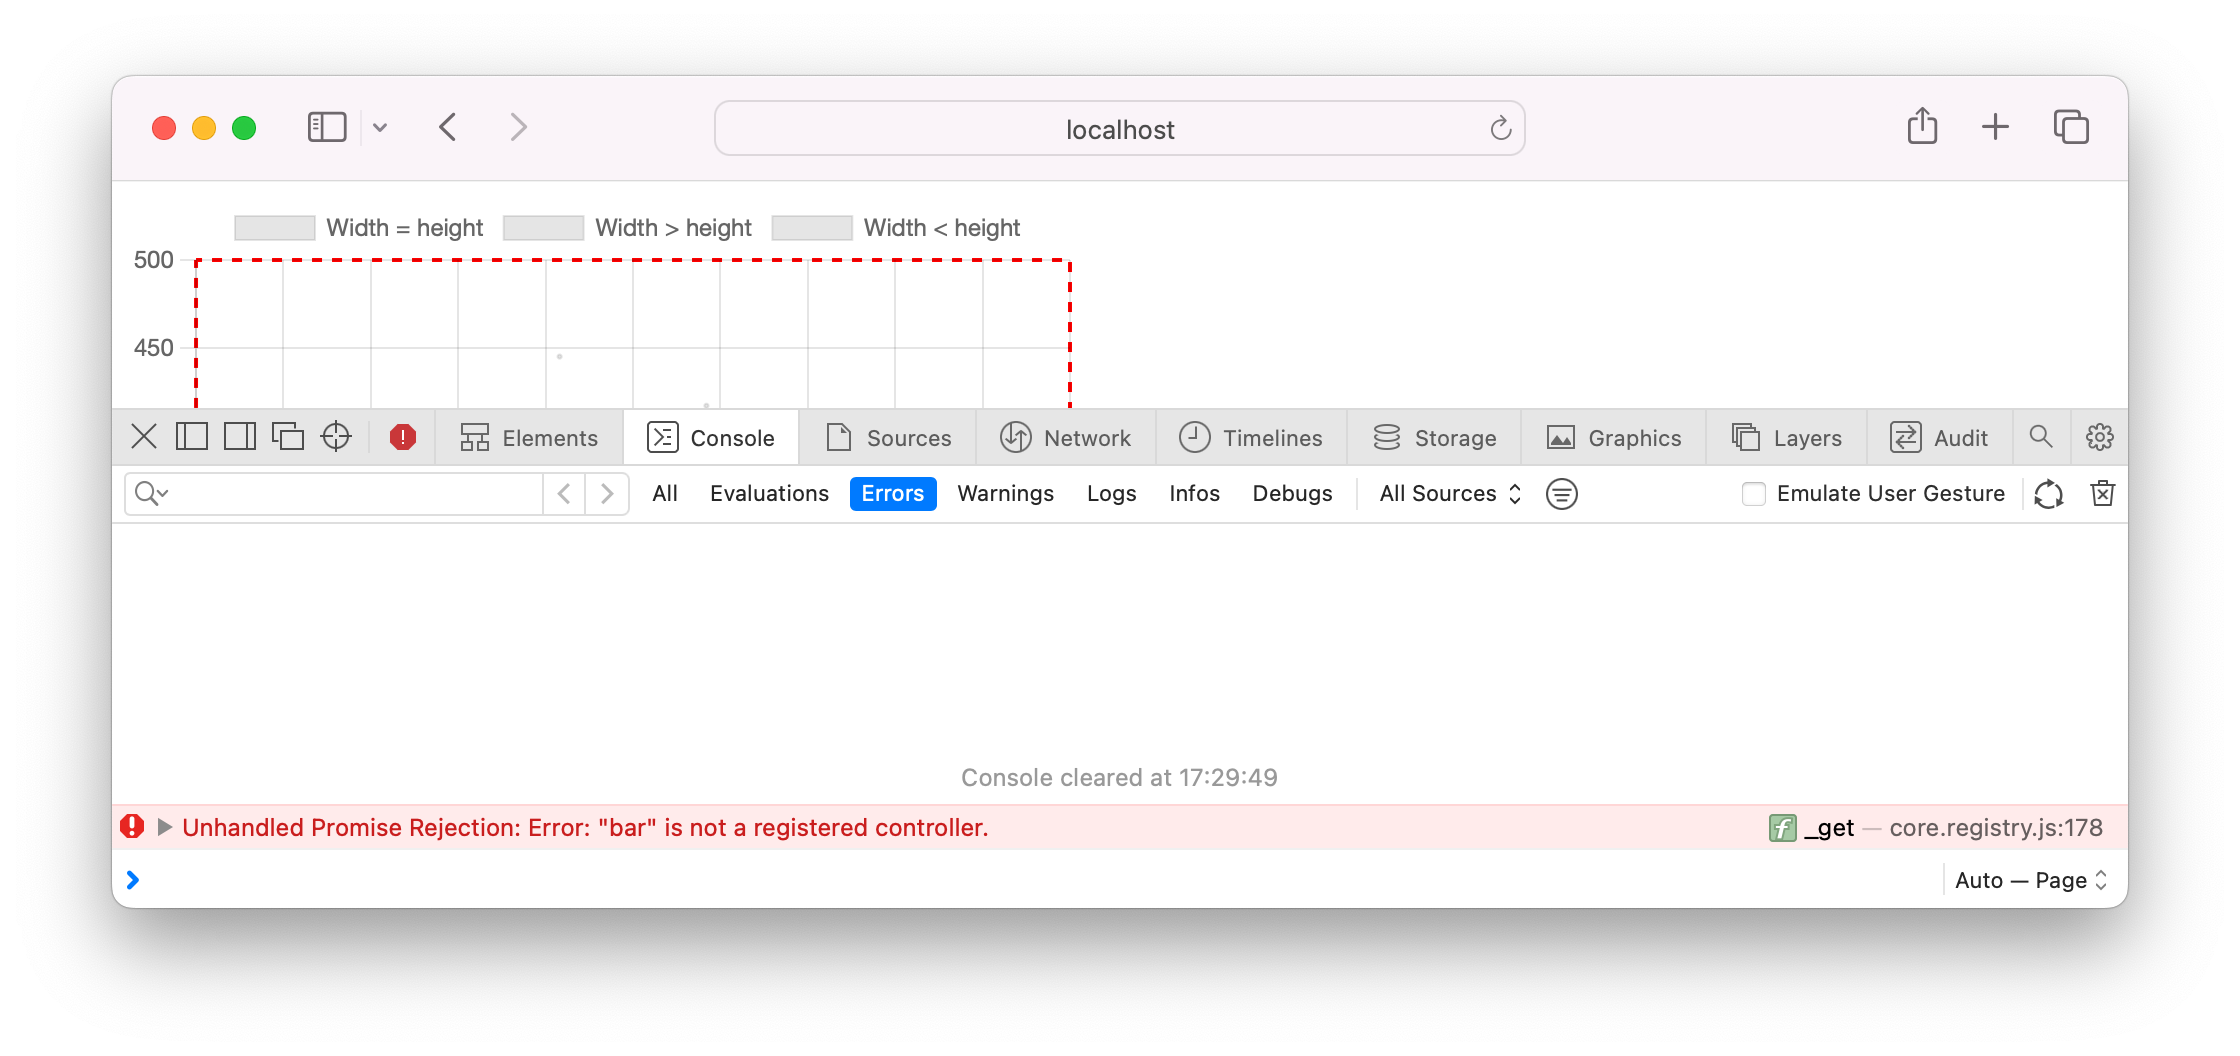 localhost
Width = height Width > height Width < height
500
450
Elements Console Sources Network Timelines Storage Graphics Layers Audit
All Evaluations Errors Warnings Logs Infos Debugs All Sources Emulate User Gesture
Console cleared at 17:29:49
Unhandled Promise Rejection: Error: "bar" is not a registered controller. f _get — core.registry.js:178
Auto — Page